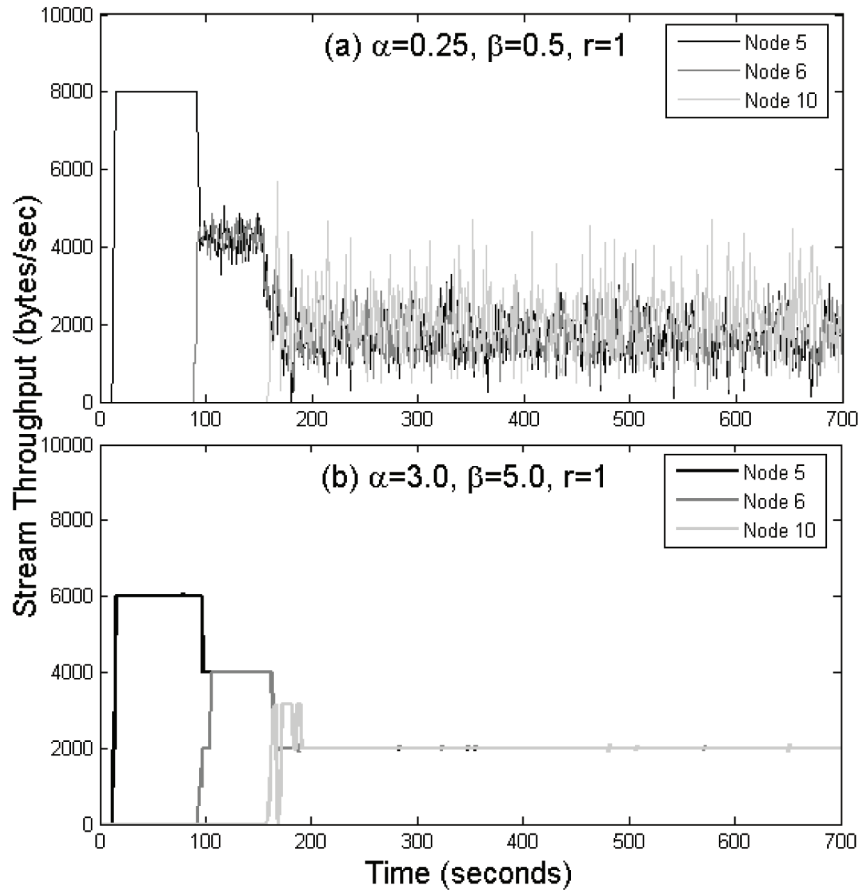 10000
8000
6000
4000
2000
0
(a) α=0.25, β=0.5, r=1
Node 5
Node 6
Node 10
0 100 200 300 400 500 600 700
Stream Throughput (bytes/sec)
10000
8000
6000
4000
2000
0
(b) α=3.0, β=5.0, r=1
Node 5
Node 6
Node 10
0 100 200 300 400 500 600 700
Time (seconds)